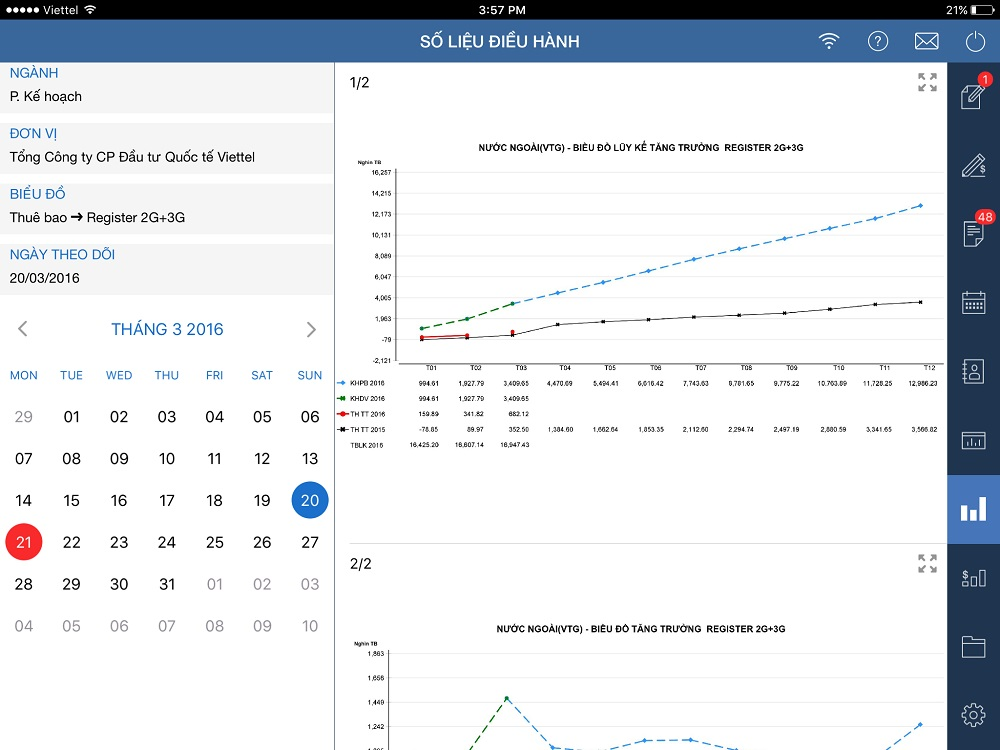 Viettel
3:57 PM
21%
SỐ LIỆU ĐIỀU HÀNH
NGÀNH
P. Kế hoạch
ĐƠN VỊ
Tổng Công ty CP Đầu tư Quốc tế Viettel
BIỂU ĐỒ
Thuê bao ➔ Register 2G+3G
NGÀY THEO DÕI
20/03/2016
THÁNG 3 2016
MON TUE WED THU FRI SAT SUN
29 01 02 03 04 05 06
07 08 09 10 11 12 13
14 15 16 17 18 19 20
21 22 23 24 25 26 27
28 29 30 31 01 02 03
04 05 06 07 08 09 10
1/2
NƯỚC NGOÀI(VTG) - BIỂU ĐỒ LŨY KẾ TĂNG TRƯỞNG REGISTER 2G+3G
Nghìn TB
16,257
14,215
12,173
10,131
8,089
6,047
4,005
1,963
-79
-2,121
T01 T02 T03 T04 T05 T06 T07 T08 T09 T10 T11 T12
KHPB 2016 994.61 1,927.79 3,409.65 4,470.69 5,494.41 6,616.42 7,743.63 8,781.65 9,775.22 10,763.89 11,728.25 12,986.23
KHDV 2016 994.61 1,927.79 3,409.65
TH TT 2016 159.89 341.82 682.12
TH TT 2015 -78.85 89.97 352.50 1,384.60 1,662.64 1,853.35 2,112.60 2,294.74 2,497.19 2,880.59 3,341.65 3,566.82
TBLK 2016 16,425.20 16,607.14 16,947.43
2/2
NƯỚC NGOÀI(VTG) - BIỂU ĐỒ TĂNG TRƯỞNG REGISTER 2G+3G
Nghìn TB
1,863
1,656
1,449
1,242
1
48